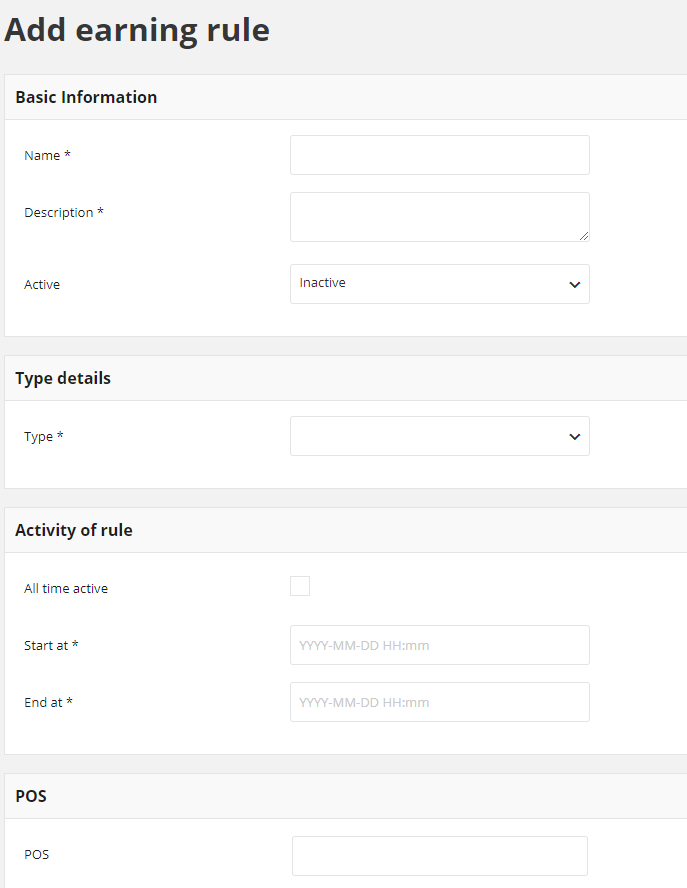 Add earning rule
Basic Information
Name *
Description *
Active
Inactive
Type details
Type *
Activity of rule
All time active
Start at *
YYYY-MM-DD HH:mm
End at *
YYYY-MM-DD HH:mm
POS
POS